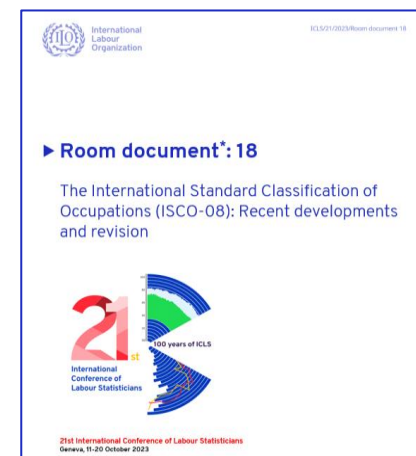 International
Labour
Organization
ICLS/21/2023/Room document 18
► Room document*: 18
The International Standard Classification of
Occupations (ISCO-08): Recent developments
and revision
21st
100 years of ICLS
International
Conference of
Labour Statisticians
21st International Conference of Labour Statisticians
Geneva, 11-20 October 2023